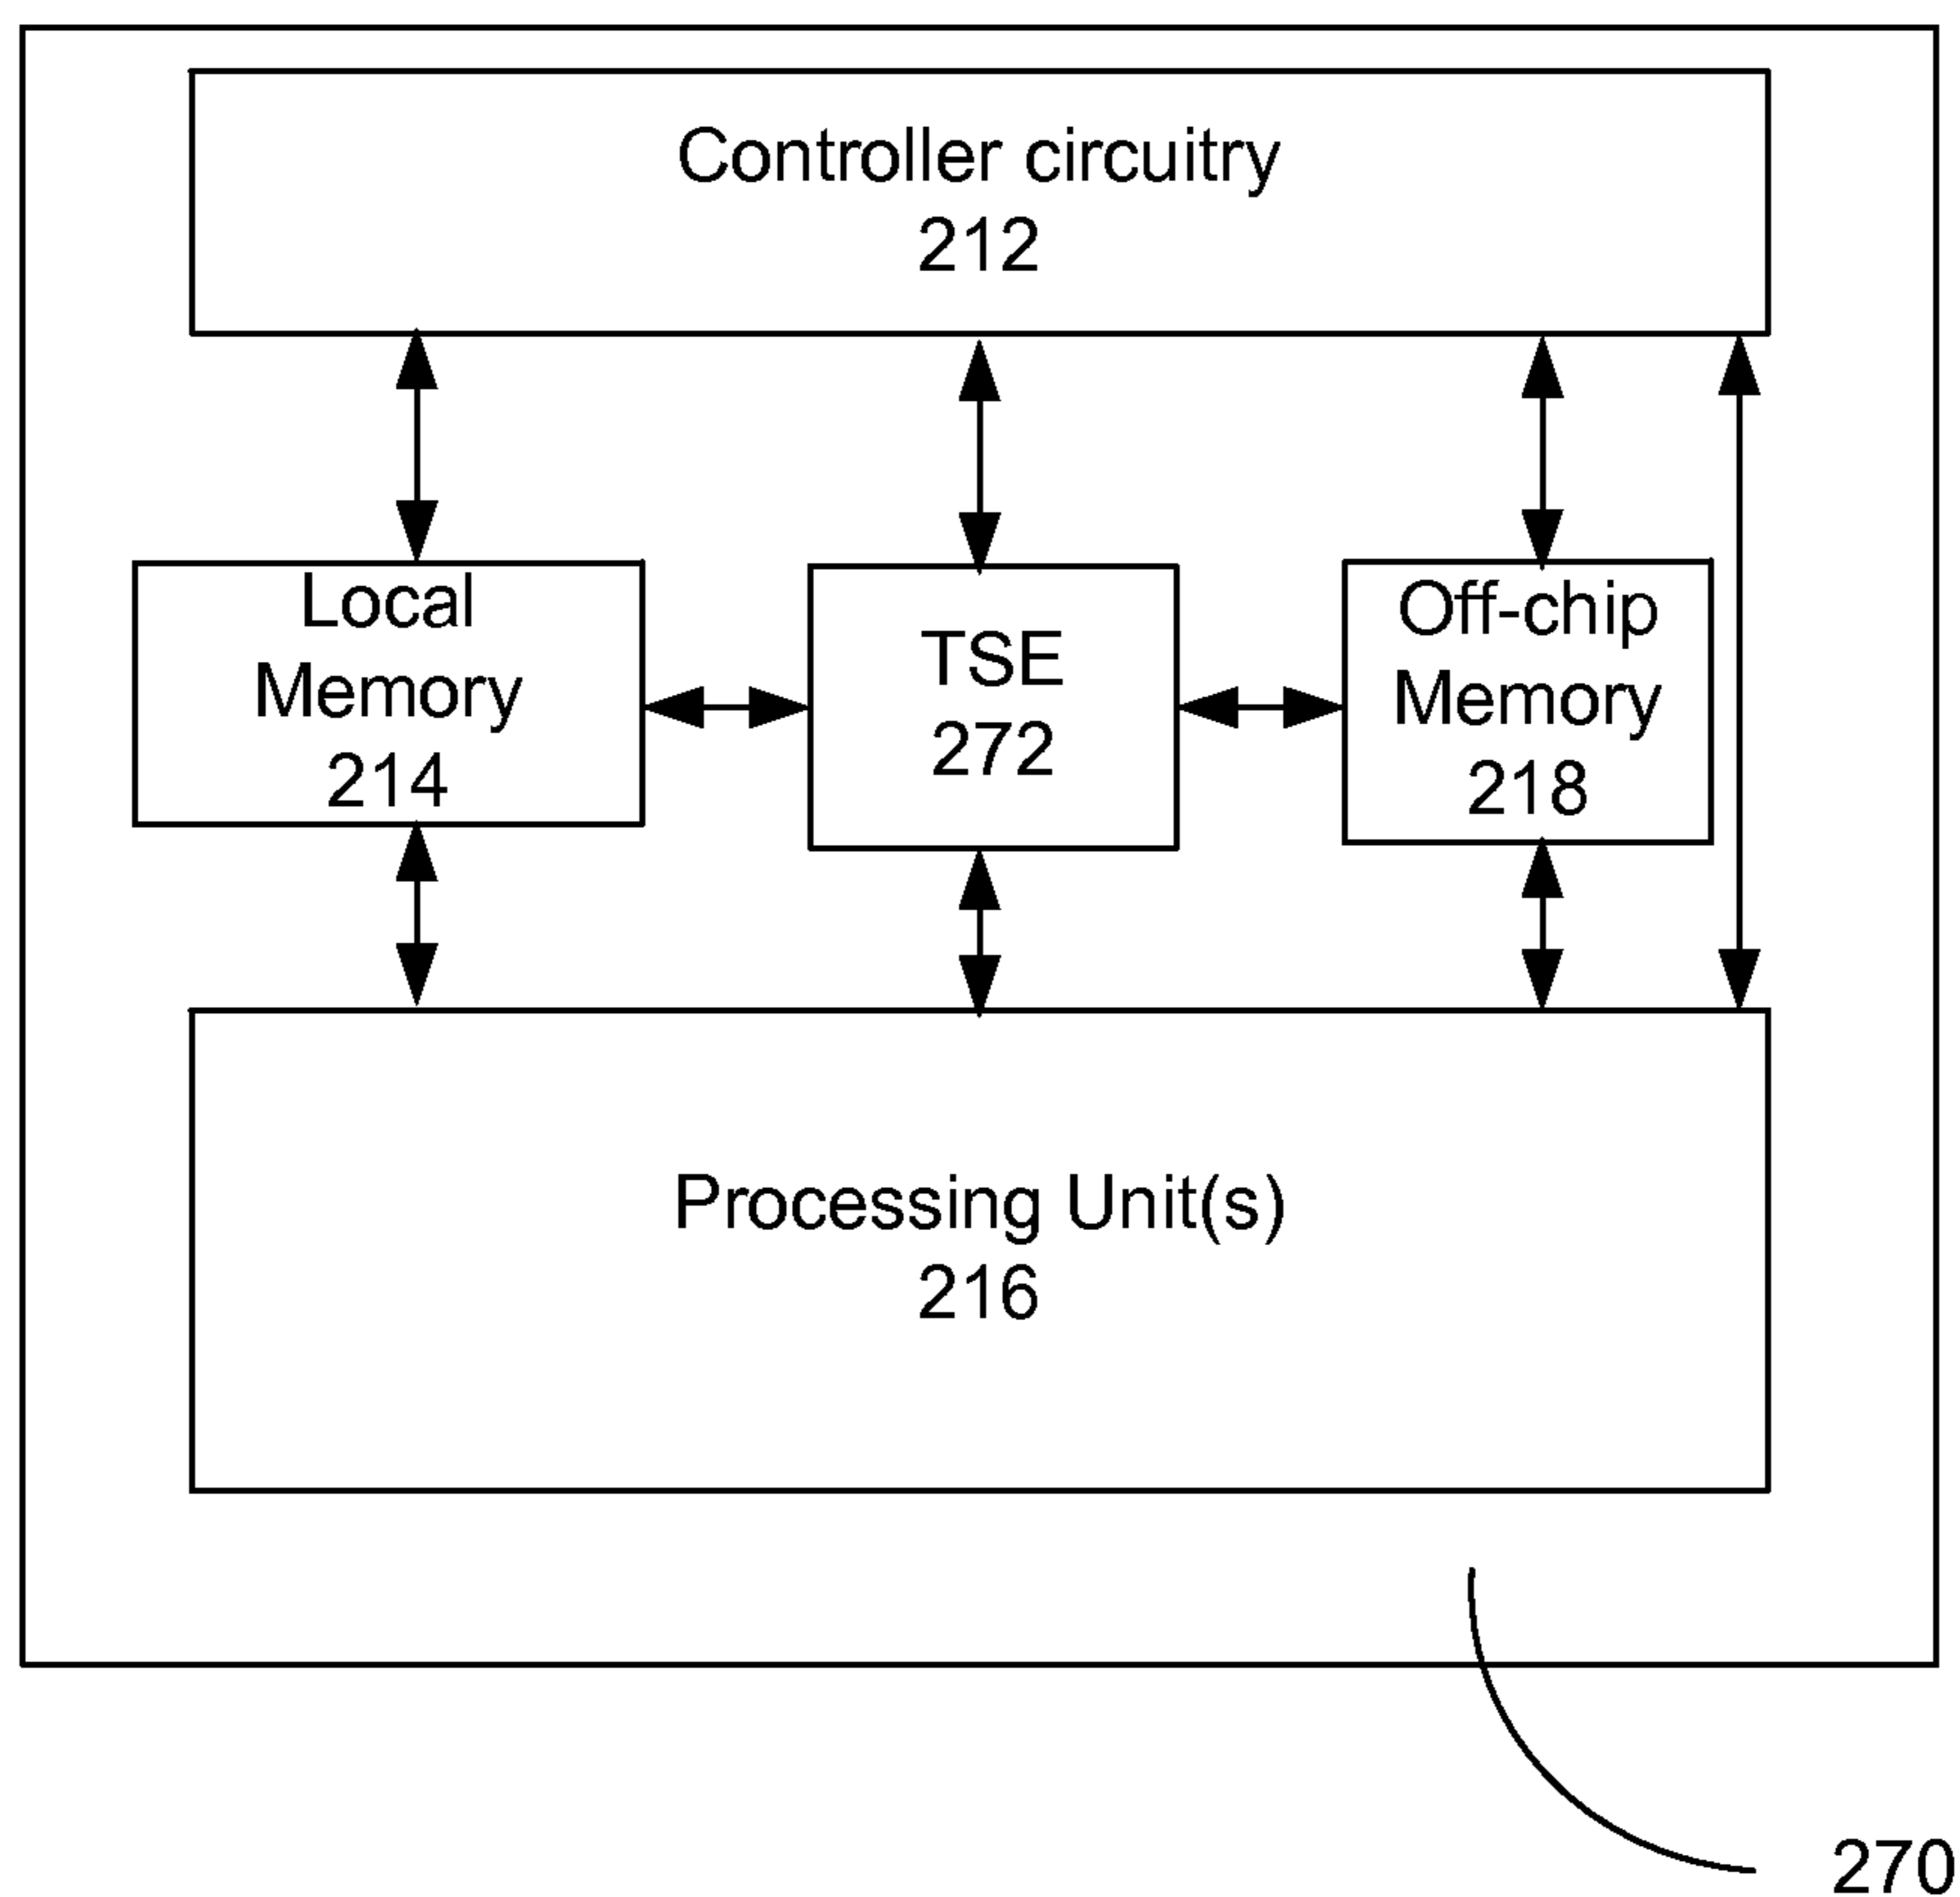 Controller circuitry
212
Local
Memory
214
TSE
272
Off-chip
Memory
218
Processing Unit(s)
216
270